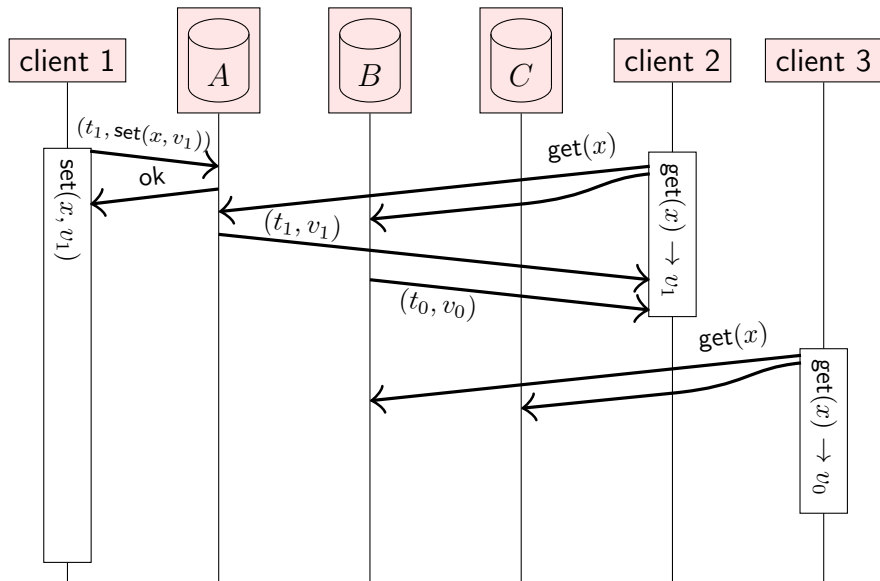 client 1
A
B
C
client 2
client 3
(t₁, set(x, v₁))
ok
set(x, v₁)
get(x)
(t₁, v₁)
(t₀, v₀)
get(x) → v₁
get(x)
get(x) → v₀